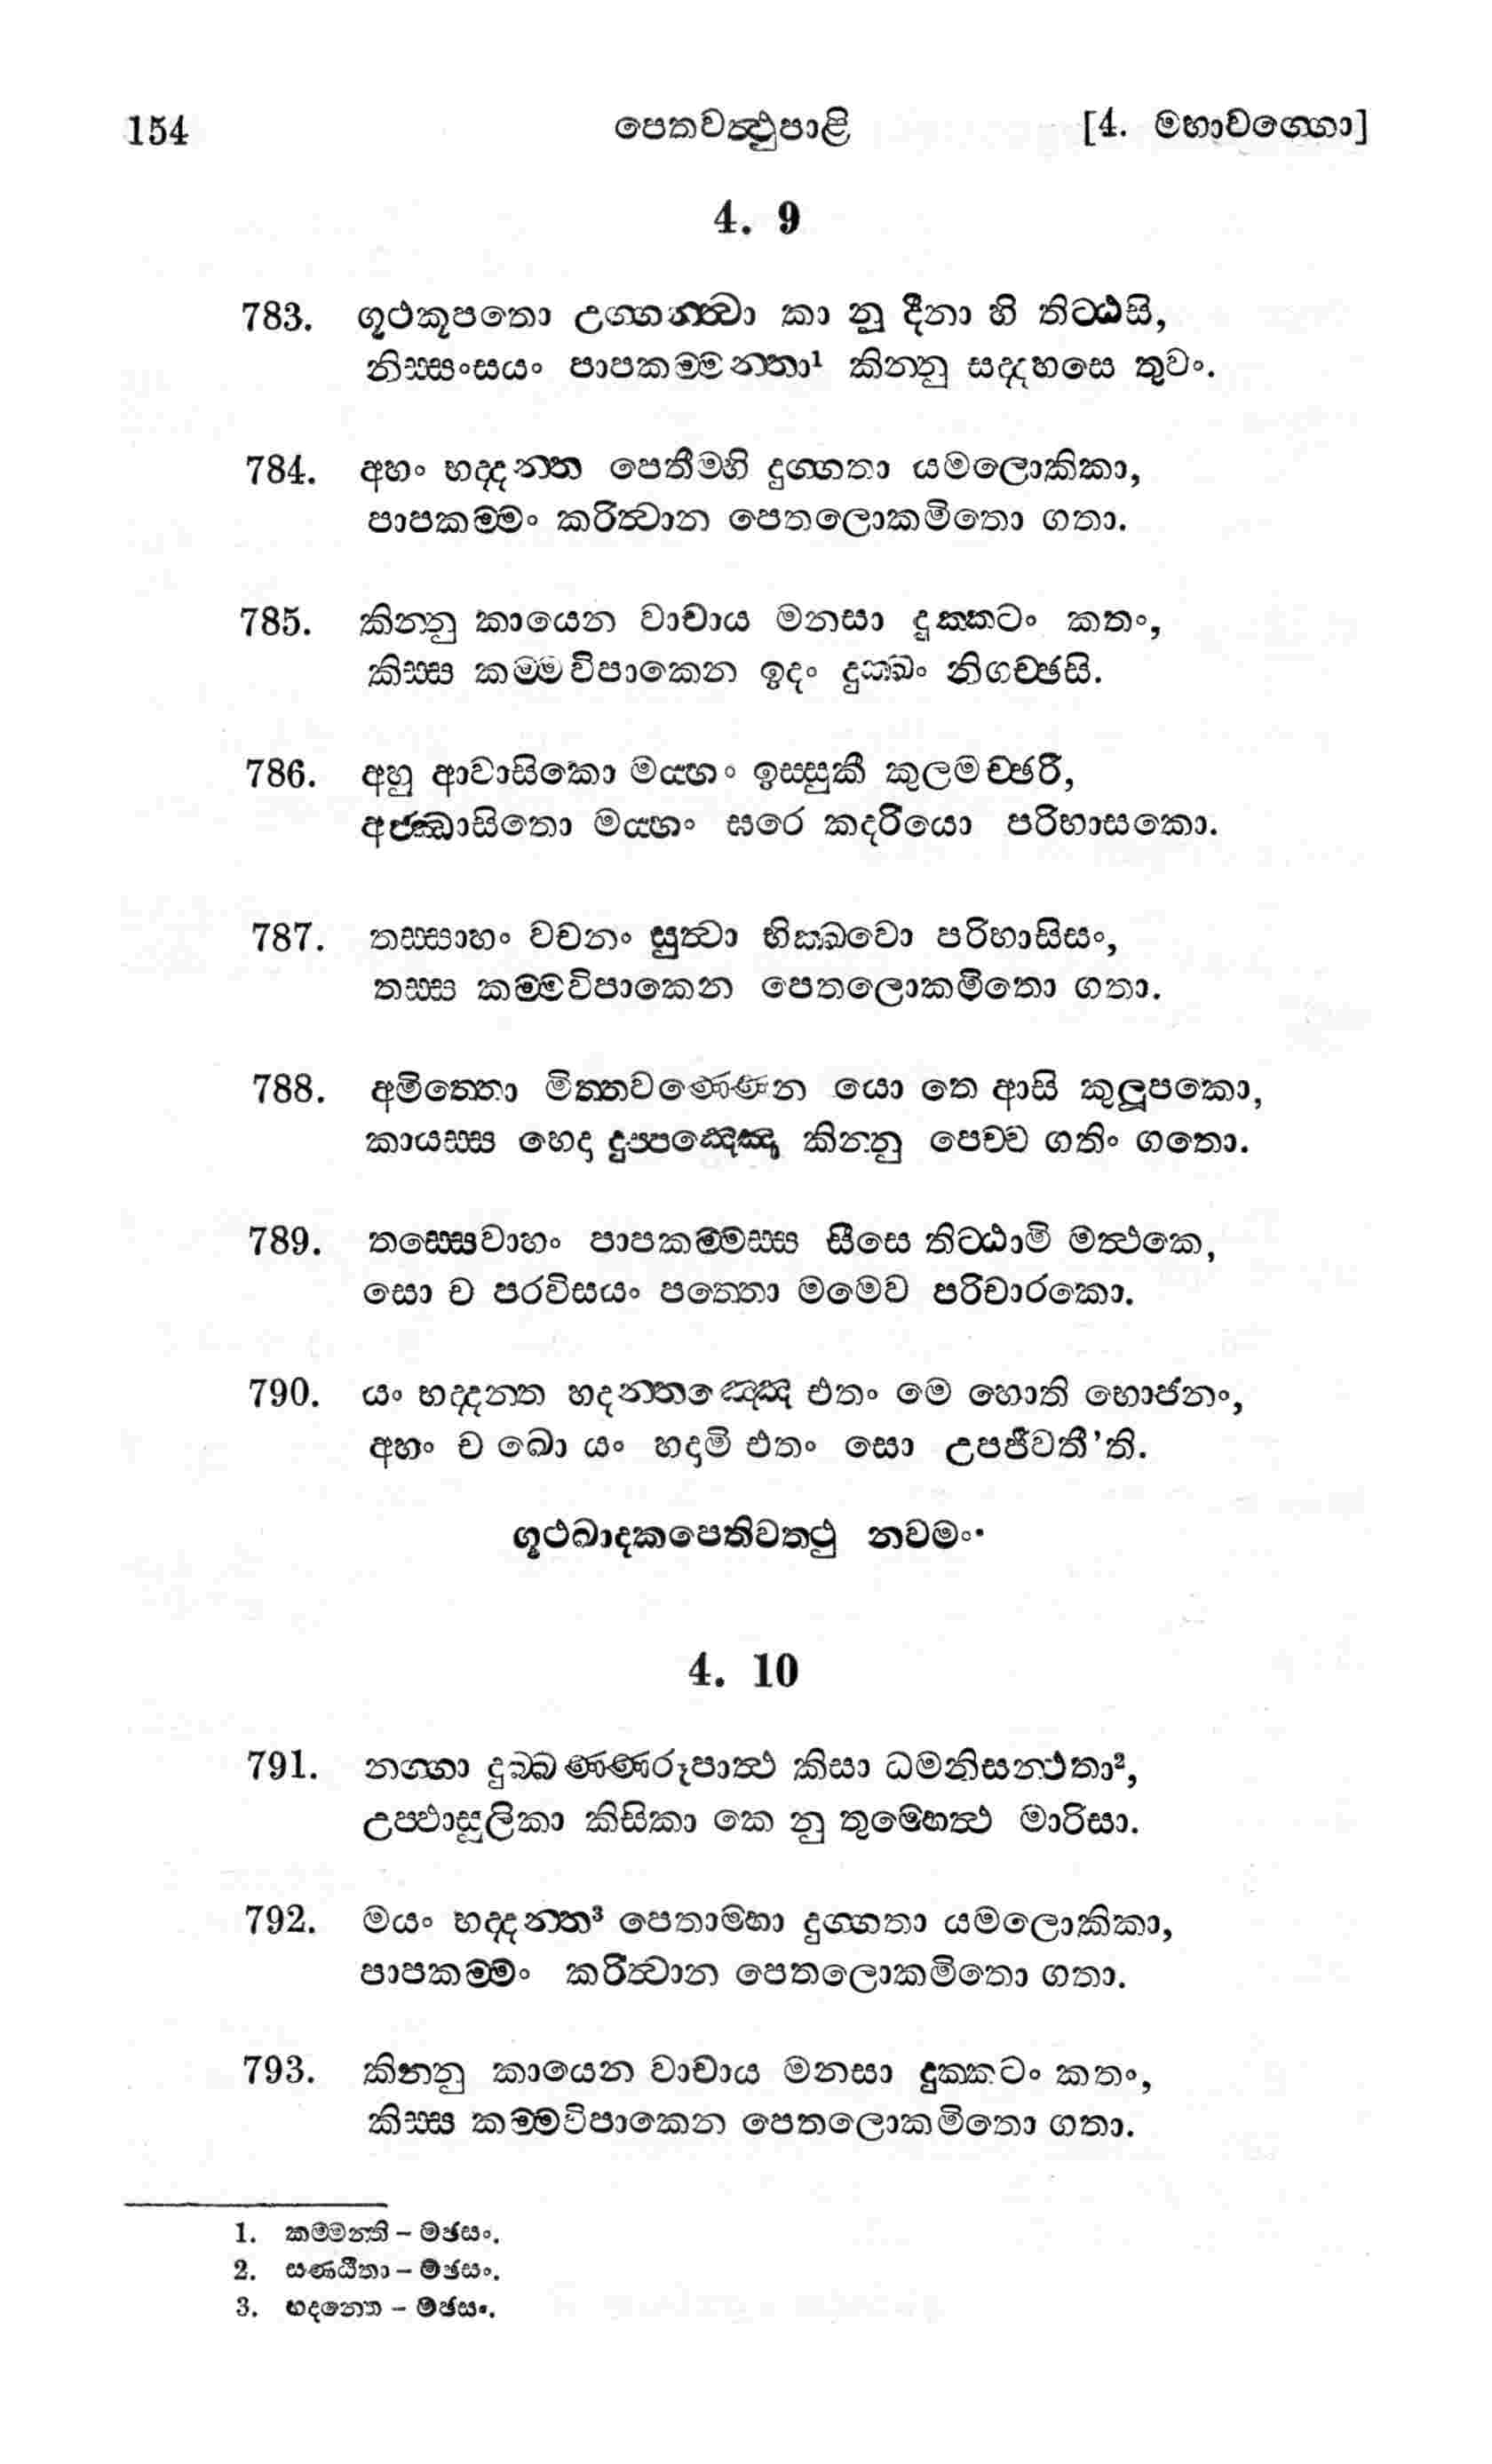 154 පෙතවත්‍ථුපාළි [4. මහාවග්ගො]
4. 9
783. ගූථකූපතො උග්ගන්ත්‍වා කා නු දීනා හි තිට්ඨසි,
නිස්සංසයං පාපකම්මන්තා¹ කින්නු සද්දහසෙ තුවං.
784. අහං භද්දන්ත පෙතීම්හි දුග්ගතා යමලොකිකා,
පාපකම්මං කරිත්‍වාන පෙතලොකමිතො ගතා.
785. කින්නු කායෙන වාචාය මනසා දුක්කටං කතං,
කිස්ස කම්මවිපාකෙන ඉදං දුක්ඛං නිගච්ඡසි.
786. අහු ආවාසිකො මය්හං ඉස්සුකී කුලමච්ඡරී,
අජ්ඣාසිතො මය්හං ඝරෙ කදරියො පරිභාසකො.
787. තස්සාහං වචනං සුත්‍වා භික්ඛවො පරිභාසිසං,
තස්ස කම්මවිපාකෙන පෙතලොකමිතො ගතා.
788. අමිත්තො මිත්තවණ්ණෙන යො තෙ ආසි කුලූපකො,
කායස්ස භෙදා දුප්පඤ්ඤො කින්නු පෙච්ච ගතිං ගතො.
789. තස්සෙවාහං පාපකම්මස්ස සීසෙ තිට්ඨාමි මත්‍ථකෙ,
සො ච පරවිසයං පත්තො මමෙව පරිචාරකො.
790. යං භද්දන්ත හදන්තඤ්ඤෙ එතං මෙ හොති භොජනං,
අහං ච ඛො යං හදාමි එතං සො උපජීවතී’ති.
ගූථඛාදකපෙතිවත්‍ථු නවමං.
4. 10
791. නග්ගා දුබ්බණ්ණරූපාත්‍ථ කිසා ධමනිසන්‍ථතා²,
උප්ඵාසුලිකා කිසිකා කෙ නු තුම්හෙත්‍ථ මාරිසා.
792. මයං භද්දන්ත³ පෙතාම්හා දුග්ගතා යමලොකිකා,
පාපකම්මං කරිත්‍වාන පෙතලොකමිතො ගතා.
793. කින්නු කායෙන වාචාය මනසා දුක්කටං කතං,
කිස්ස කම්මවිපාකෙන පෙතලොකමිතො ගතා.
1. කම්මන්ති – මඡසං.
2. සණ්ඨිතා – මඡසං.
3. භදන්තෙ – මඡසං.